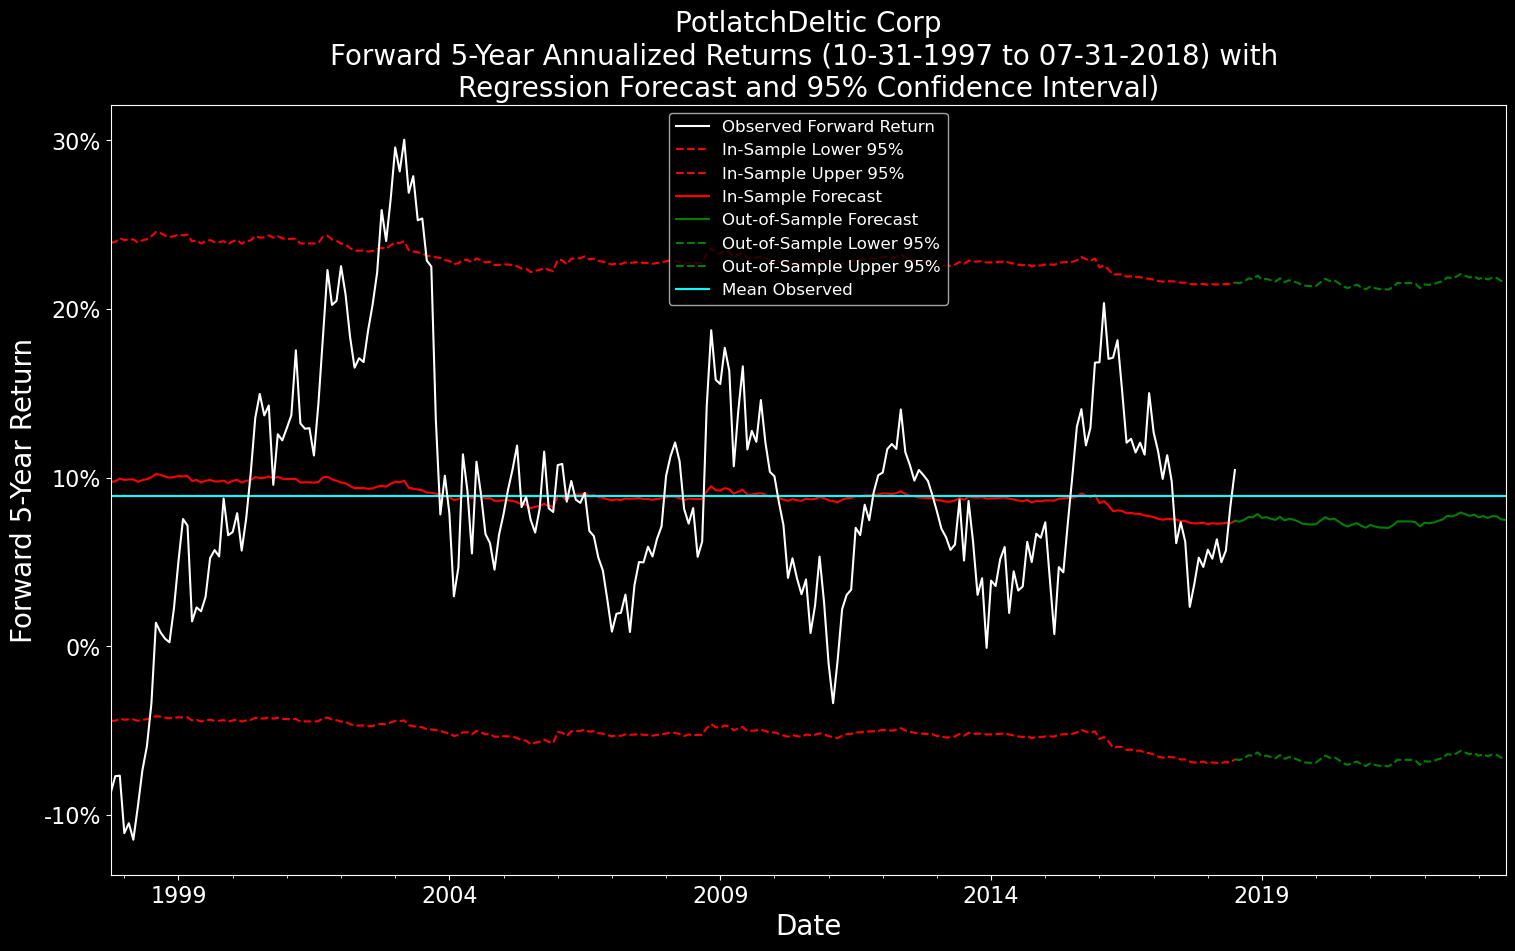 PotlatchDeltic Corp
Forward 5-Year Annualized Returns (10-31-1997 to 07-31-2018) with
Regression Forecast and 95% Confidence Interval)
Observed Forward Return
In-Sample Lower 95%
In-Sample Upper 95%
In-Sample Forecast
Out-of-Sample Forecast
Out-of-Sample Lower 95%
Out-of-Sample Upper 95%
Mean Observed
Forward 5-Year Return
30%
20%
10%
0%
-10%
1999
2004
2009
2014
2019
Date